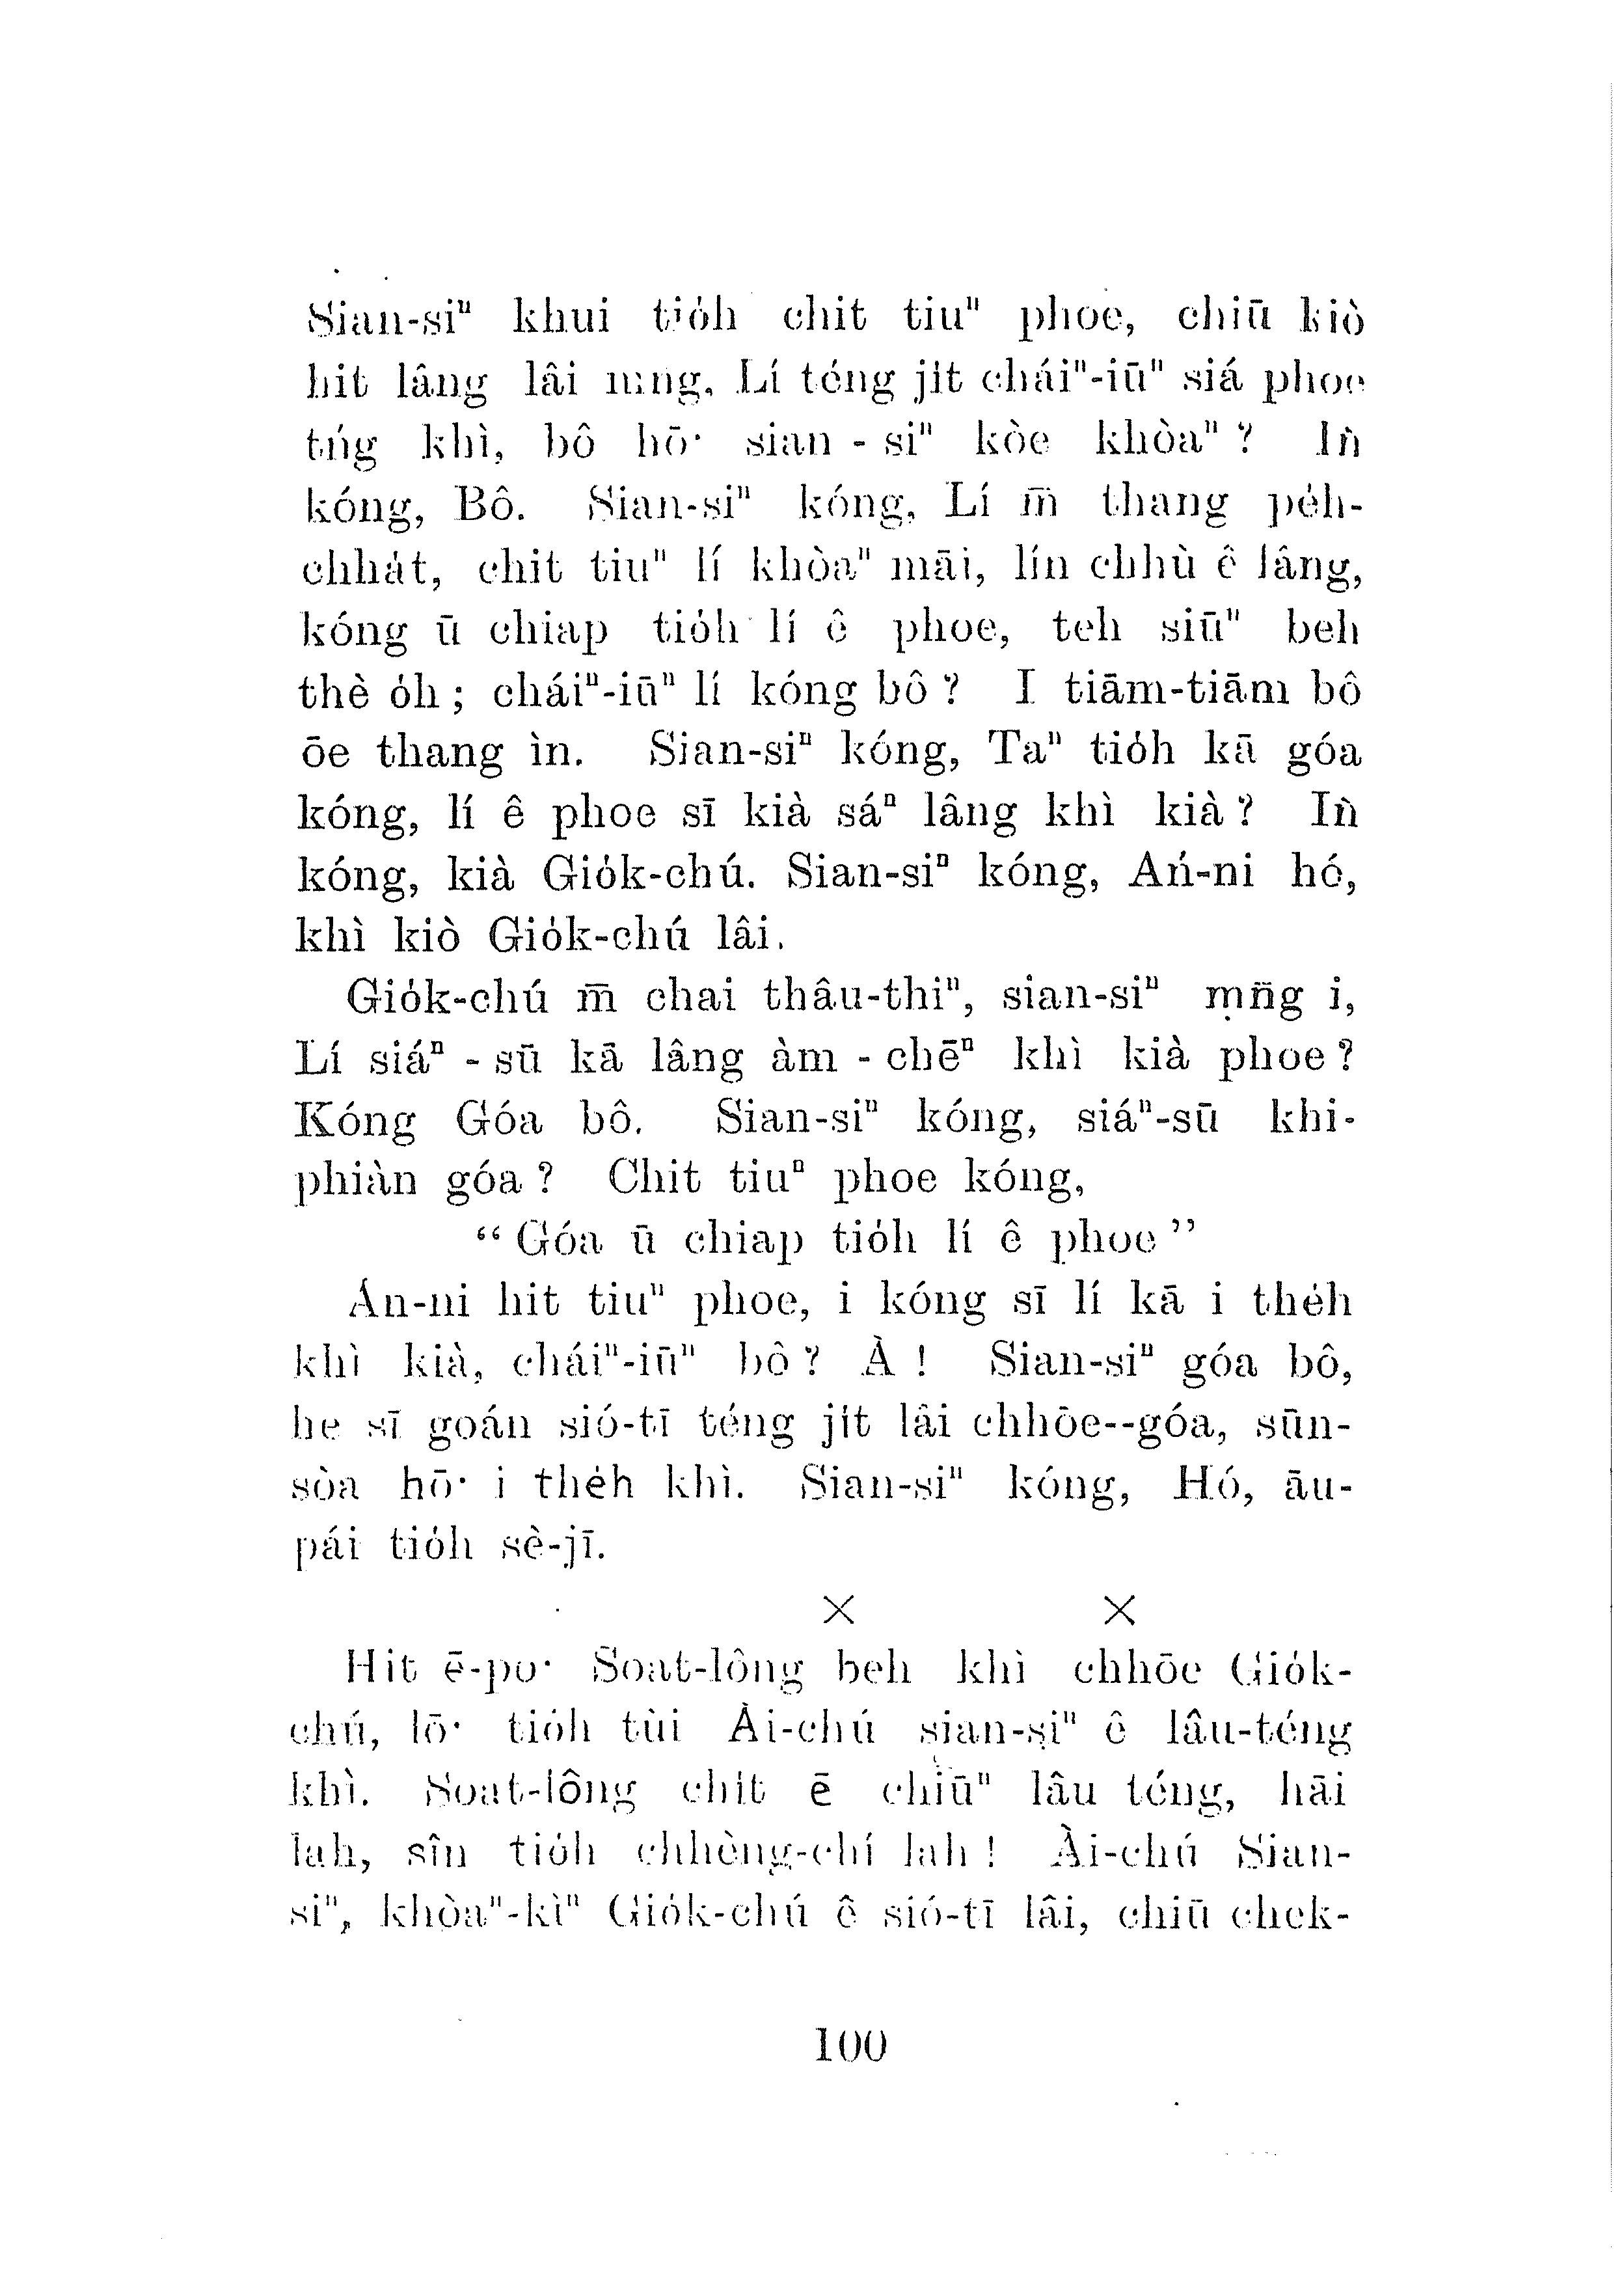 Sian-siⁿ khui tio̍h chit tiuⁿ phoe, chiū kiò
hit lâng lâi mng, Lí téng ji̍t cháiⁿ-iūⁿ siá phoe
tńg khì, bô hō͘ sian - siⁿ kòe khòaⁿ? Iǹ
kóng, Bô. Sian-siⁿ kóng, Lí m̄ thang pe̍h-
chha̍t, chit tiuⁿ lí khòaⁿ māi, lín chhù ê lâng,
kóng ū chiap tio̍h lí ê phoe, teh siūⁿ beh
thè o̍h; cháiⁿ-iūⁿ lí kóng bô? I tiām-tiām bô
ōe thang ìn. Sian-siⁿ kóng, Taⁿ tio̍h kā góa
kóng, lí ê phoe sī kià sáⁿ lâng khì kià? Iǹ
kóng, kià Gio̍k-chú. Sian-siⁿ kóng, Ań-ni hó,
khì kiò Gio̍k-chú lâi.
Gio̍k-chú m̄ chai thâu-thiⁿ, sian-siⁿ mn̄g i,
Lí siáⁿ - sū kā lâng àm - chēⁿ khì kià phoe?
Kóng Góa bô. Sian-siⁿ kóng, siáⁿ-sū khi-
phiàn góa? Chit tiuⁿ phoe kóng,
“Góa ū chiap tio̍h lí ê phoe”
Án-ni hit tiuⁿ phoe, i kóng sī lí kā i the̍h
khì kià, cháiⁿ-iūⁿ bô? À! Sian-siⁿ góa bô,
he sī goán sió-tī téng ji̍t lâi chhōe--góa, sūn-
sòa hō͘ i the̍h khì. Sian-siⁿ kóng, Hó, āu-
pái tio̍h sè-jī.
× ×
Hit ē-po͘ Soat-lông beh khì chhōe Gio̍k-
chú, lō͘ tio̍h tùi Ài-chú sian-siⁿ ê lâu-téng
khì. Soat-lông chi̍t ē chiūⁿ lâu téng, hāi
lah, sîn tio̍h chhèng-chí lah! Ài-chú Sian-
siⁿ, khòaⁿ-kìⁿ Gio̍k-chú ê sió-tī lâi, chiū chek-
100